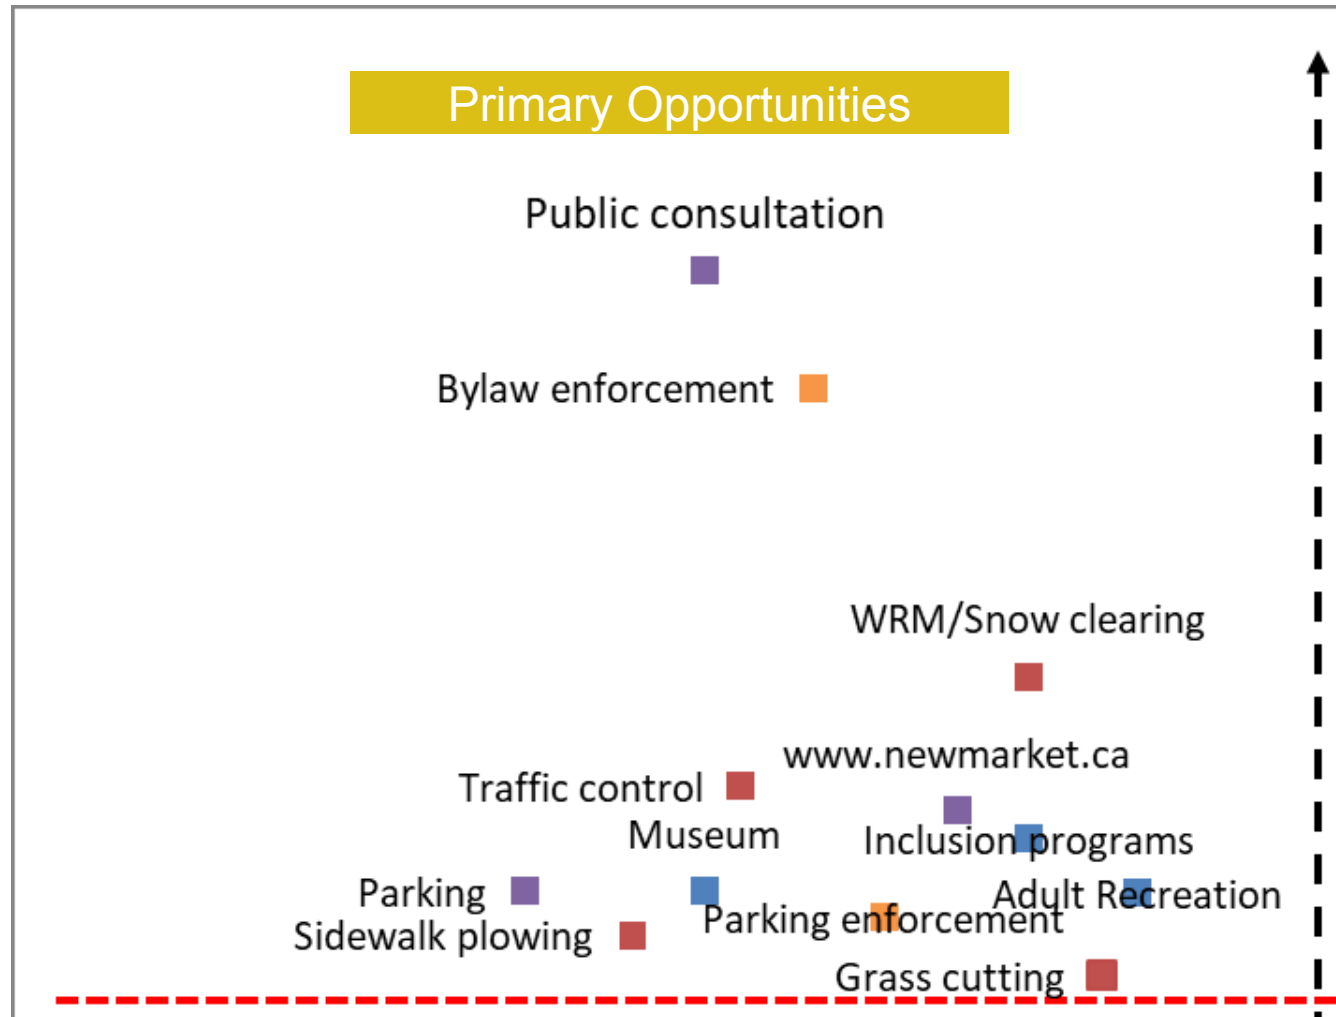 Primary Opportunities
Public consultation
Bylaw enforcement
WRM/Snow clearing
www.newmarket.ca
Traffic control
Museum
Inclusion programs
Parking
Adult Recreation
Parking enforcement
Sidewalk plowing
Grass cutting